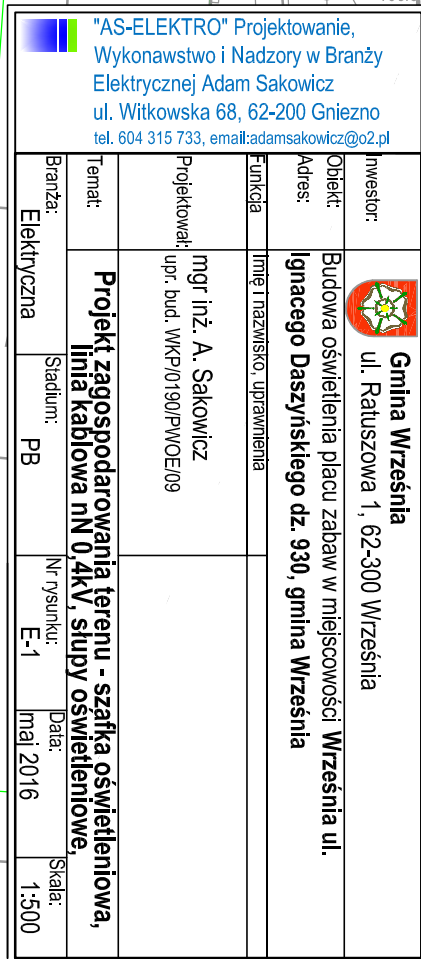 "AS-ELEKTRO" Projektowanie,
Wykonawstwo i Nadzory w Branży
Elektrycznej Adam Sakowicz
ul. Witkowska 68, 62-200 Gniezno
tel. 604 315 733, email:adamsakowicz@o2.pl
Inwestor:
Gmina Września
ul. Ratuszowa 1, 62-300 Września
Obiekt:
Adres:
Budowa oświetlenia placu zabaw w miejscowości Września ul.
Ignacego Daszyńskiego dz. 930, gmina Września
Funkcja
Imię i nazwisko, uprawnienia
Projektował:
mgr inż. A. Sakowicz
upr. bud. WKP/0190/PWOE/09
Temat:
Projekt zagospodarowania terenu - szafka oświetleniowa,
linia kablowa nN 0,4kV, słupy oświetleniowe,
Branża:
Elektryczna
Stadium:
PB
Nr rysunku:
E-1
Data:
maj 2016
Skala:
1:500